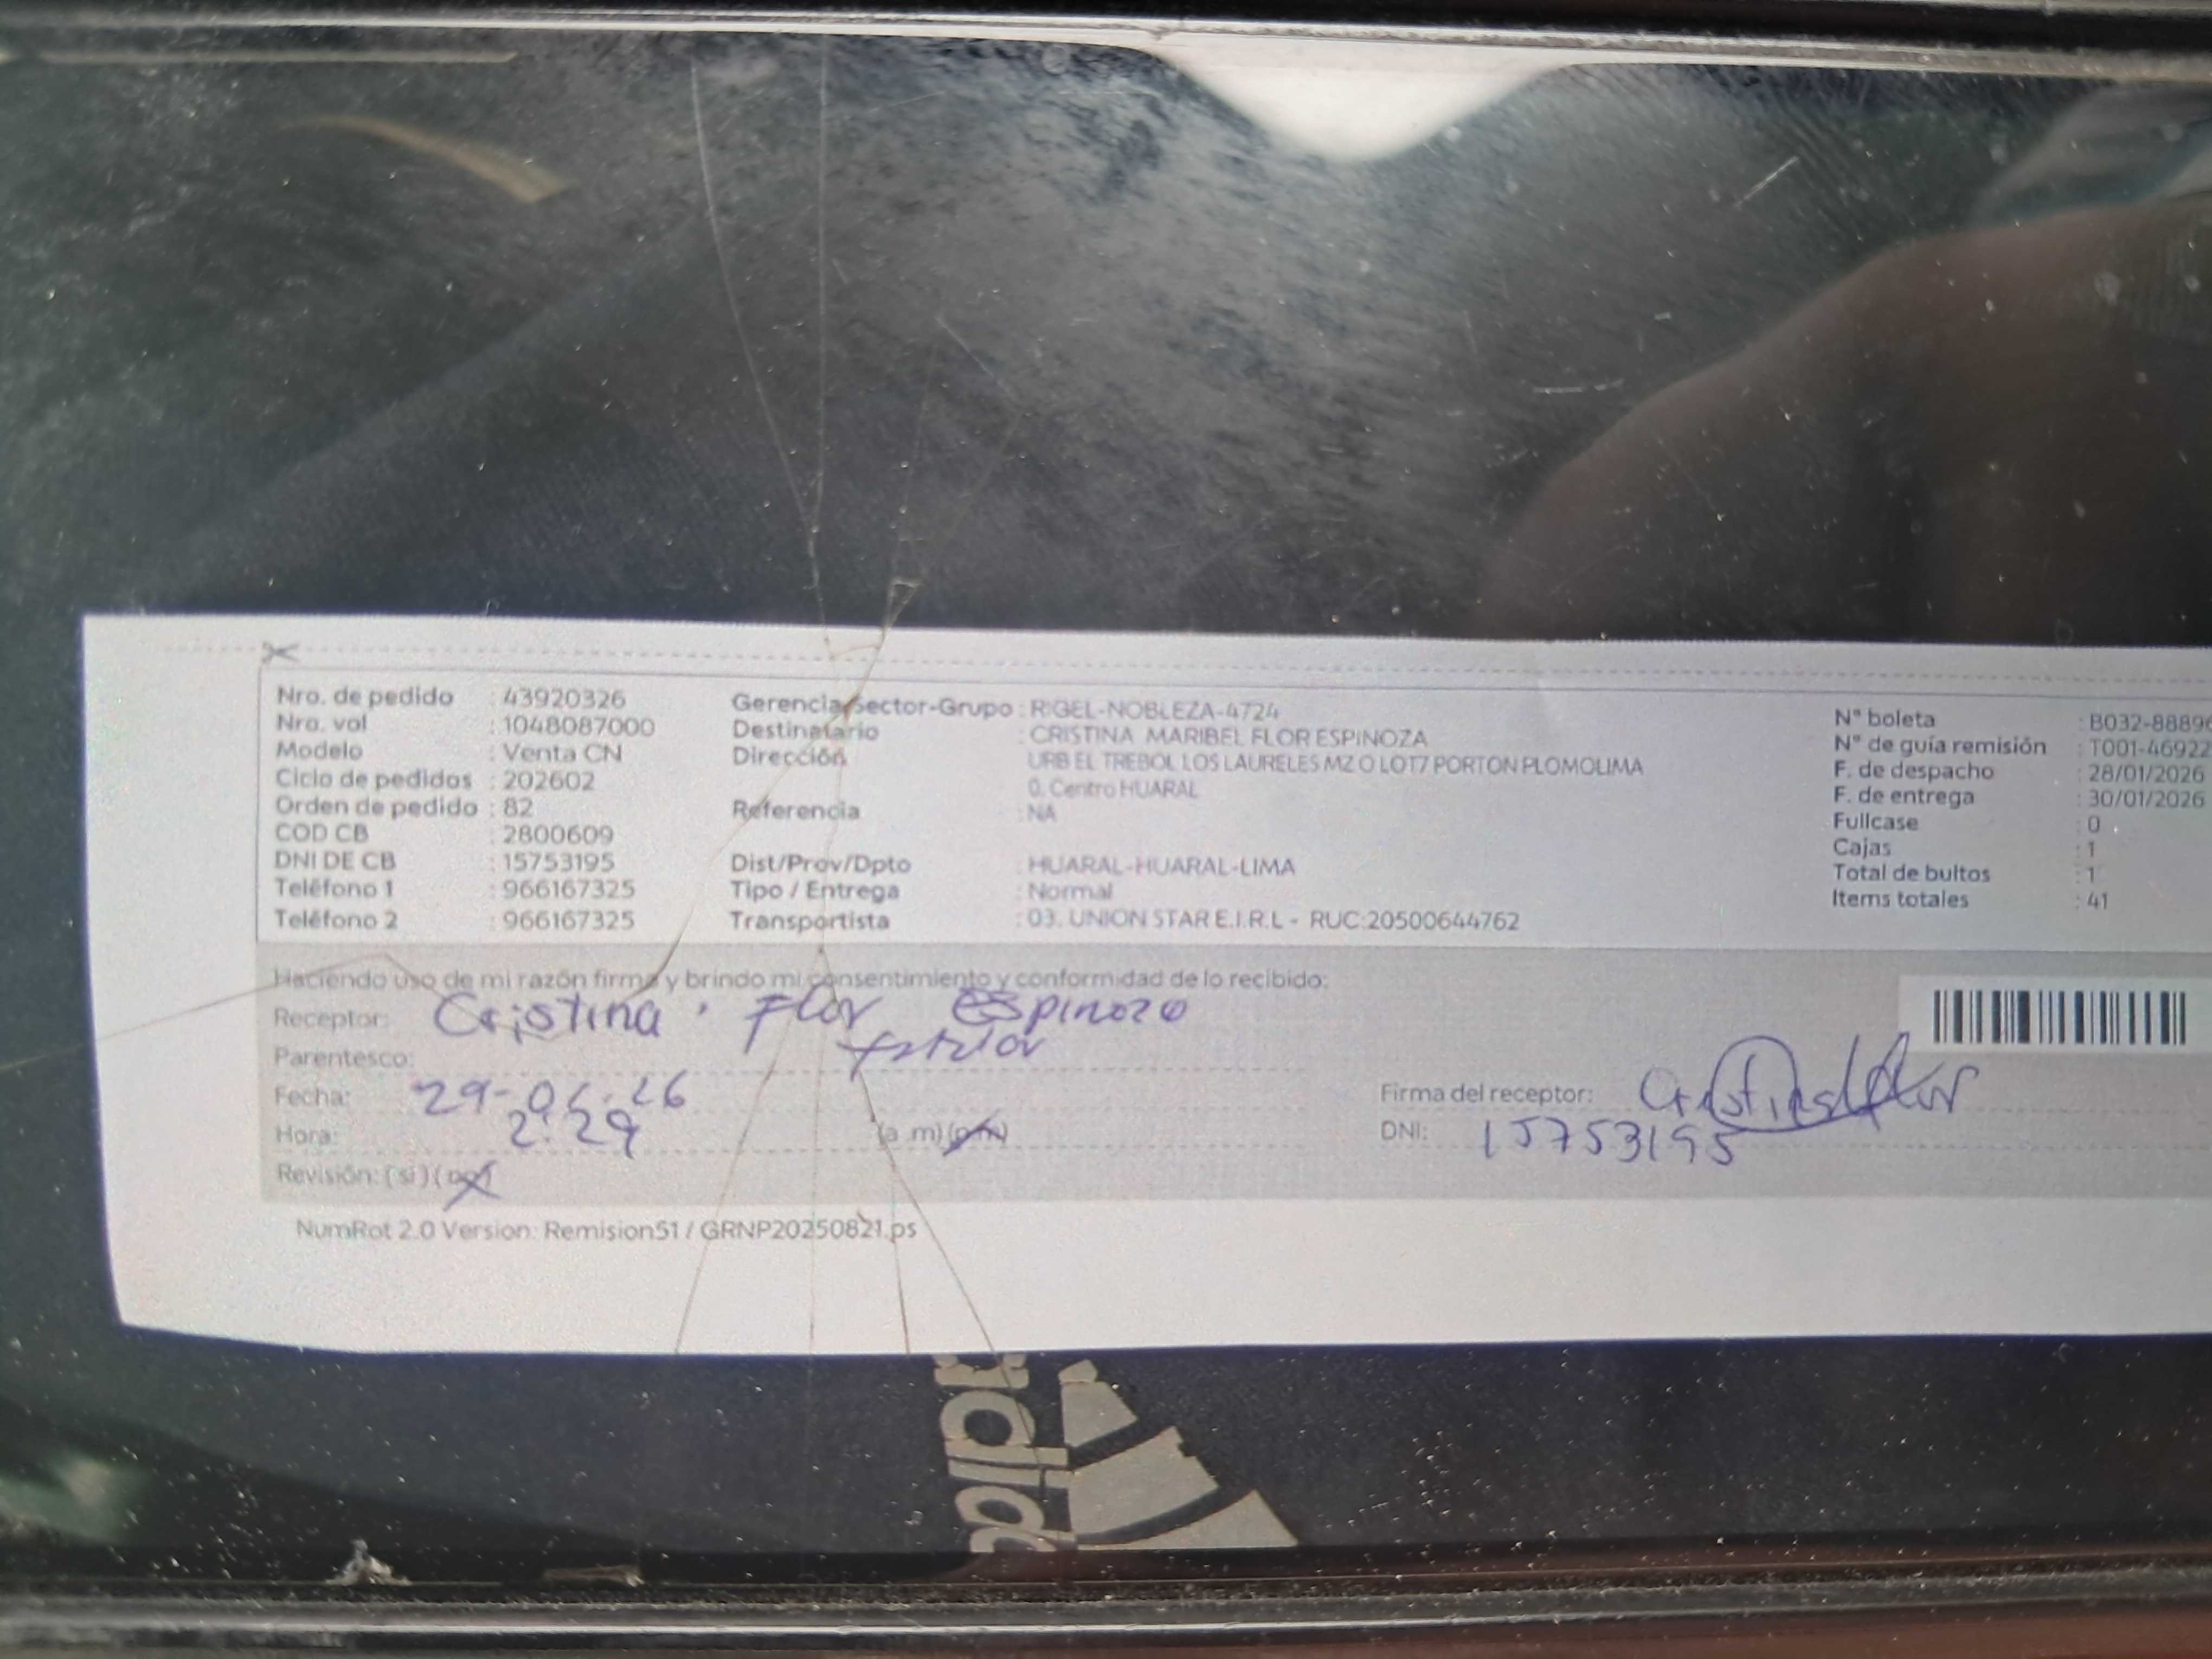 Nro. de pedido : 43920326
Nro. vol : 1048087000
Modelo : Venta CN
Ciclo de pedidos : 202602
Orden de pedido : 82
COD CB : 2800609
DNI DE CB : 15753195
Teléfono 1 : 966167325
Teléfono 2 : 966167325
Gerencia-Sector-Grupo : RIGEL-NOBLEZA-4724
Destinatario : CRISTINA MARIBEL FLOR ESPINOZA
Dirección : URB EL TREBOL LOS LAURELES MZ O LOT7 PORTON PLOMOLIMA
0. Centro HUARAL
Referencia : NA
Dist/Prov/Dpto : HUARAL-HUARAL-LIMA
Tipo / Entrega : Normal
Transportista : 03. UNION STAR E.I.R.L - RUC:20500644762
N° boleta : B032-8889
N° de guía remisión : T001-46922
F. de despacho : 28/01/2026
F. de entrega : 30/01/2026
Fullcase : 0
Cajas : 1
Total de bultos : 1
Items totales : 41
Haciendo uso de mi razón firma y brindo mi consentimiento y conformidad de lo recibido:
Receptor: Cristina . Flor Espinoza
Parentesco:
Fecha: 29-01-26
Hora: 2:29 (a .m) (p.m)
Revisión: ( si ) ( no )
Firma del receptor: Cristina Flor
DNI: 15753195
NumRot 2.0 Version: Remision51 / GRNP20250821.ps
adidas